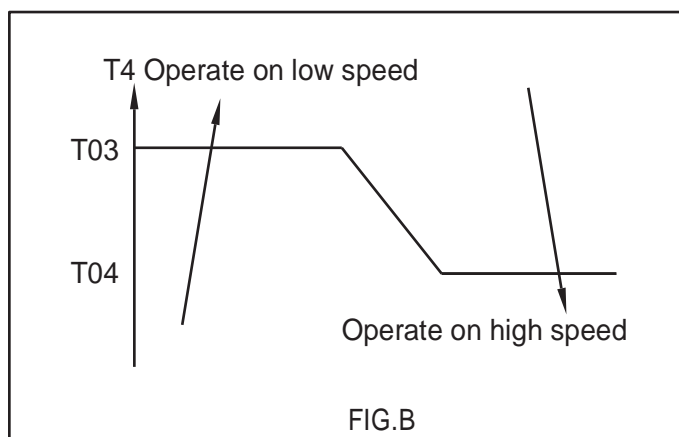 T4 Operate on low speed
T03
T04
Operate on high speed
FIG.B